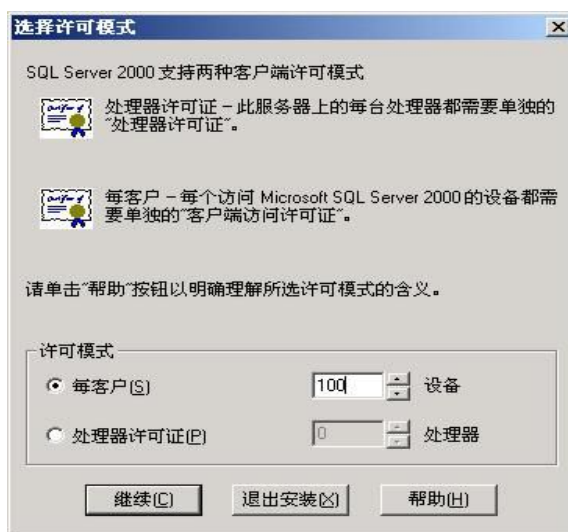 选择许可模式
SQL Server 2000 支持两种客户端许可模式
处理器许可证 - 此服务器上的每台处理器都需要单独的
"处理器许可证"。
每客户 - 每个访问 Microsoft SQL Server 2000 的设备都需
要单独的"客户端访问许可证"。
请单击"帮助"按钮以明确理解所选许可模式的含义。
许可模式
每客户(S) 100 设备
处理器许可证(P) 0 处理器
继续(C) 退出安装(X) 帮助(H)